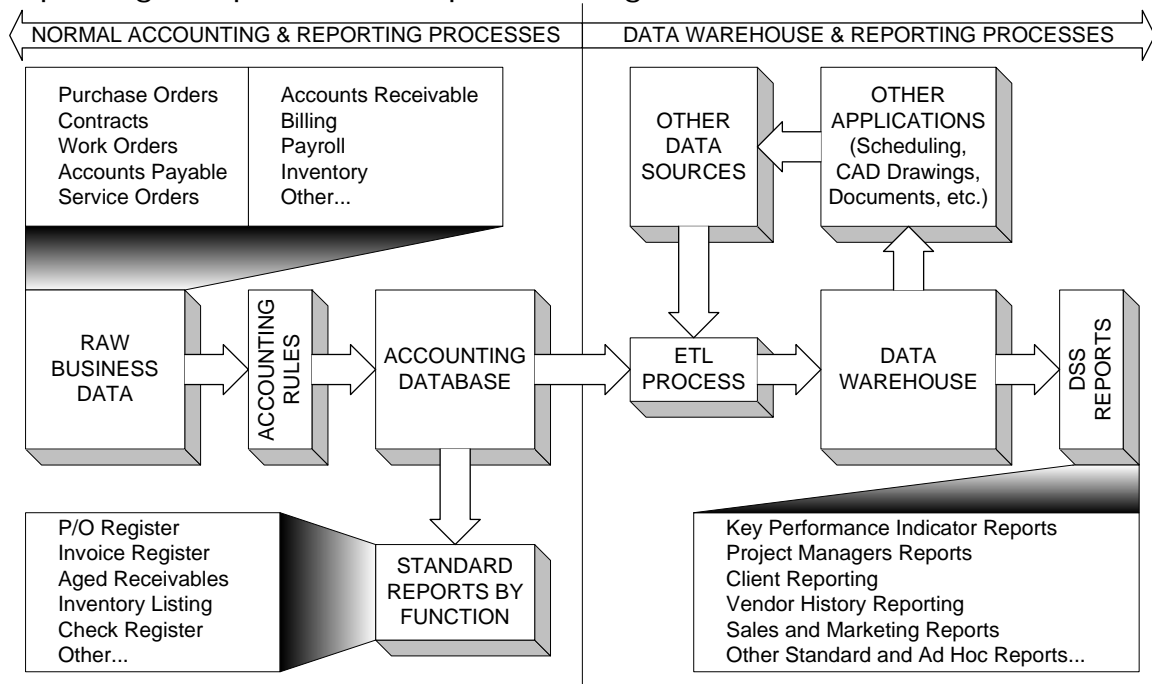 NORMAL ACCOUNTING & REPORTING PROCESSES
DATA WAREHOUSE & REPORTING PROCESSES
Purchase Orders
Contracts
Work Orders
Accounts Payable
Service Orders
Accounts Receivable
Billing
Payroll
Inventory
Other...
OTHER
DATA
SOURCES
OTHER
APPLICATIONS
(Scheduling,
CAD Drawings,
Documents, etc.)
RAW
BUSINESS
DATA
ACCOUNTING
RULES
ACCOUNTING
DATABASE
ETL
PROCESS
DATA
WAREHOUSE
DSS
REPORTS
P/O Register
Invoice Register
Aged Receivables
Inventory Listing
Check Register
Other...
STANDARD
REPORTS BY
FUNCTION
Key Performance Indicator Reports
Project Managers Reports
Client Reporting
Vendor History Reporting
Sales and Marketing Reports
Other Standard and Ad Hoc Reports...